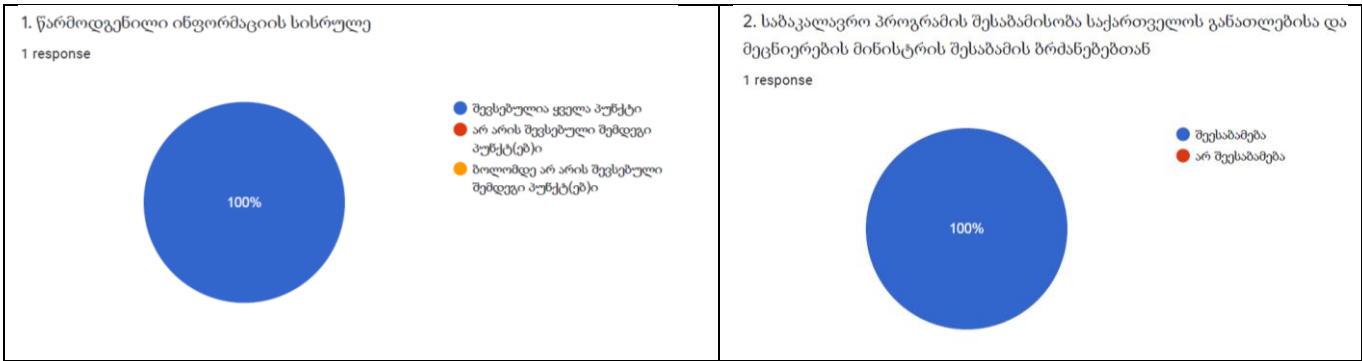 1. წარმოდგენილი ინფორმაციის სისრულე
1 response
100%
შევსებულია ყველა პუნქტი
არ არის შევსებული შემდეგი
პუნქტ(ებ)ი
ბოლომდე არ არის შევსებული
შემდეგი პუნქტ(ებ)ი
2. საბაკალავრო პროგრამის შესაბამისობა საქართველოს განათლებისა და
მეცნიერების მინისტრის შესაბამის ბრძანებებთან
1 response
100%
შეესაბამება
არ შეესაბამება